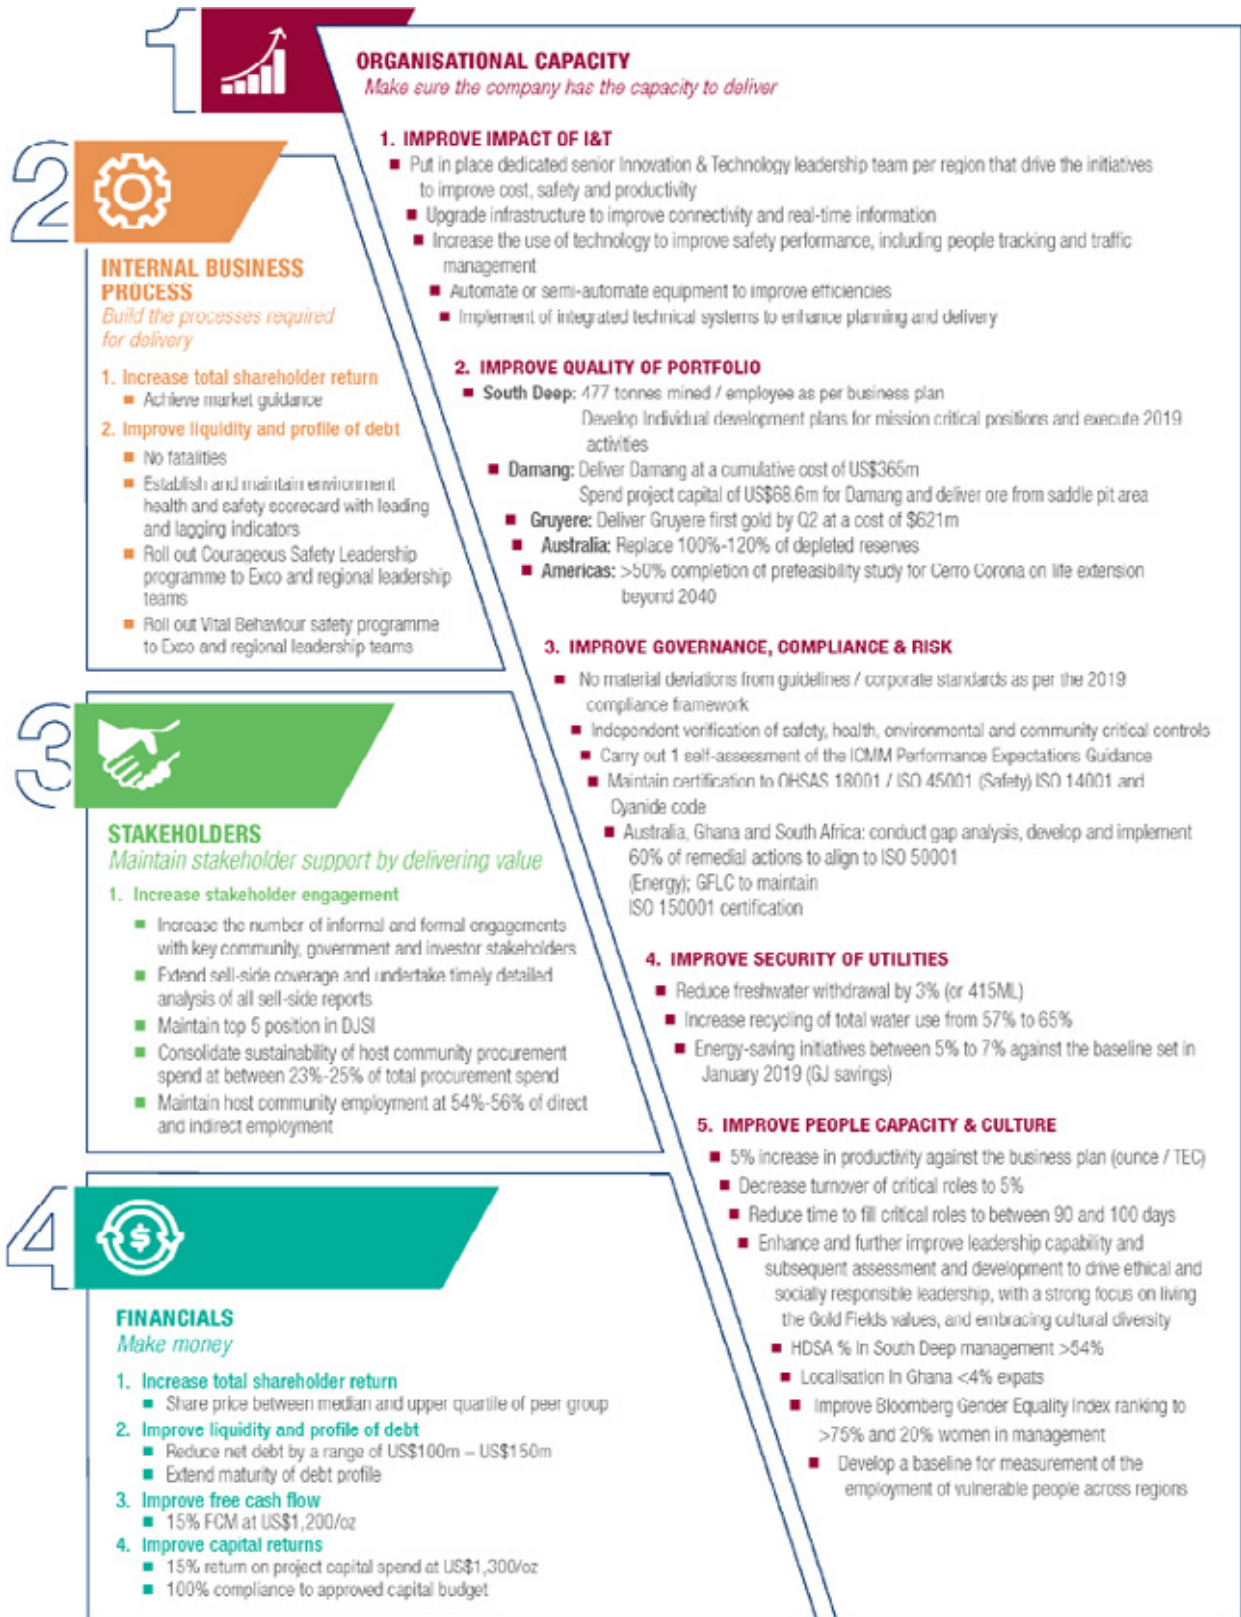 1
ORGANISATIONAL CAPACITY
Make sure the company has the capacity to deliver
1. IMPROVE IMPACT OF I&T
Put in place dedicated senior Innovation & Technology leadership team per region that drive the initiatives
to improve cost, safety and productivity
Upgrade infrastructure to improve connectivity and real-time information
Increase the use of technology to improve safety performance, including people tracking and traffic
management
Automate or semi-automate equipment to improve efficiencies
Implement of integrated technical systems to enhance planning and delivery
2. IMPROVE QUALITY OF PORTFOLIO
South Deep: 477 tonnes mined / employee as per business plan
Develop Individual development plans for mission critical positions and execute 2019
activities
Damang: Deliver Damang at a cumulative cost of US$365m
Spend project capital of US$68.6m for Damang and deliver ore from saddle pit area
Gruyere: Deliver Gruyere first gold by Q2 at a cost of $621m
Australia: Replace 100%-120% of depleted reserves
Americas: >50% completion of prefeasibility study for Cerro Corona on life extension
beyond 2040
3. IMPROVE GOVERNANCE, COMPLIANCE & RISK
No material deviations from guidelines / corporate standards as per the 2019
compliance framework
Independent verification of safety, health, environmental and community critical controls
Carry out 1 self-assessment of the ICMM Performance Expectations Guidance
Maintain certification to OHSAS 18001 / ISO 45001 (Safety) ISO 14001 and
Cyanide code
Australia, Ghana and South Africa: conduct gap analysis, develop and implement
60% of remedial actions to align to ISO 50001
(Energy); GFLC to maintain
ISO 150001 certification
4. IMPROVE SECURITY OF UTILITIES
Reduce freshwater withdrawal by 3% (or 415ML)
Increase recycling of total water use from 57% to 65%
Energy-saving initiatives between 5% to 7% against the baseline set in
January 2019 (GJ savings)
5. IMPROVE PEOPLE CAPACITY & CULTURE
5% increase in productivity against the business plan (ounce / TEC)
Decrease turnover of critical roles to 5%
Reduce time to fill critical roles to between 90 and 100 days
Enhance and further improve leadership capability and
subsequent assessment and development to drive ethical and
socially responsible leadership, with a strong focus on living
the Gold Fields values, and embracing cultural diversity
HDSA % In South Deep management >54%
Localisation In Ghana <4% expats
Improve Bloomberg Gender Equality Index ranking to
>75% and 20% women in management
Develop a baseline for measurement of the
employment of vulnerable people across regions
2
INTERNAL BUSINESS
PROCESS
Build the processes required
for delivery
1. Increase total shareholder return
Achieve market guidance
2. Improve liquidity and profile of debt
No fatalities
Establish and maintain environment
health and safety scorecard with leading
and lagging indicators
Roll out Courageous Safety Leadership
programme to Exco and regional leadership
teams
Roll out Vital Behaviour safety programme
to Exco and regional leadership teams
3
STAKEHOLDERS
Maintain stakeholder support by delivering value
1. Increase stakeholder engagement
Increase the number of informal and formal engagements
with key community, government and investor stakeholders
Extend sell-side coverage and undertake timely detailed
analysis of all sell-side reports
Maintain top 5 position in DJSI
Consolidate sustainability of host community procurement
spend at between 23%-25% of total procurement spend
Maintain host community employment at 54%-56% of direct
and indirect employment
4
$
FINANCIALS
Make money
1. Increase total shareholder return
Share price between median and upper quartile of peer group
2. Improve liquidity and profile of debt
Reduce net debt by a range of US$100m – US$150m
Extend maturity of debt profile
3. Improve free cash flow
15% FCM at US$1,200/oz
4. Improve capital returns
15% return on project capital spend at US$1,300/oz
100% compliance to approved capital budget